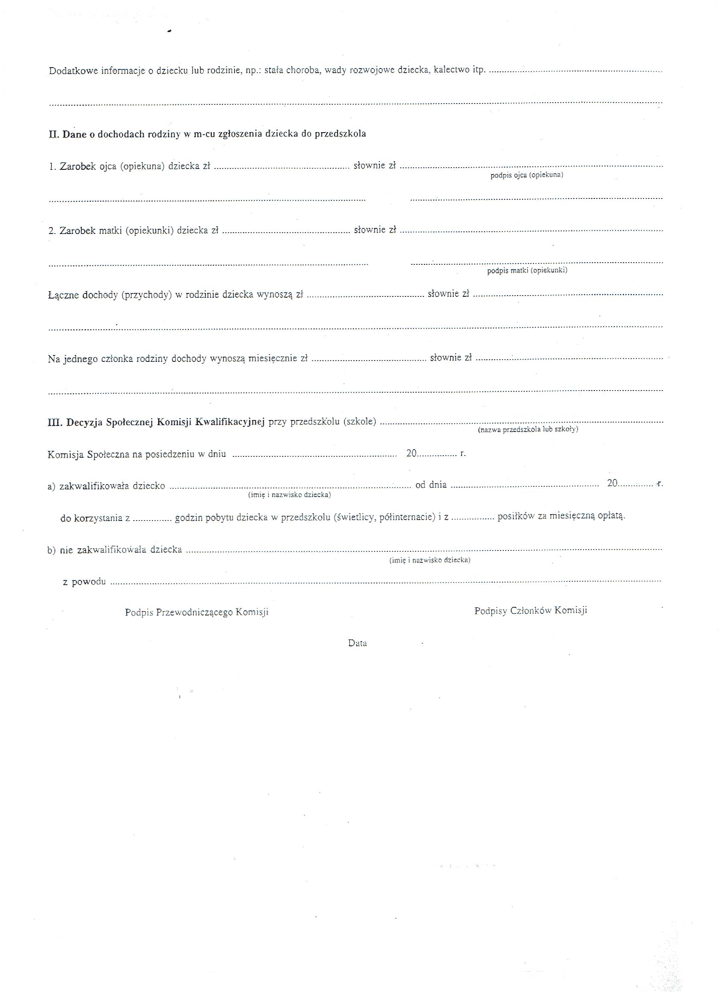 Dodatkowe informacje o dziecku lub rodzinie, np.: stała choroba, wady rozwojowe dziecka, kalectwo itp. ........................................
................................................................................
II. Dane o dochodach rodziny w m-cu zgłoszenia dziecka do przedszkola
1. Zarobek ojca (opiekuna) dziecka zł ........................................ słownie zł ........................................
podpis ojca (opiekuna)
........................................ ........................................
2. Zarobek matki (opiekunki) dziecka zł ........................................ słownie zł ........................................
........................................ ........................................
podpis matki (opiekunki)
Łączne dochody (przychody) w rodzinie dziecka wynoszą zł ........................................ słownie zł ........................................
................................................................................
Na jednego członka rodziny dochody wynoszą miesięcznie zł ........................................ słownie zł ........................................
................................................................................
III. Decyzja Społecznej Komisji Kwalifikacyjnej przy przedszkolu (szkole) ........................................
(nazwa przedszkola lub szkoły)
Komisja Społeczna na posiedzeniu w dniu ........................................ 20............... r.
a) zakwalifikowała dziecko ........................................ od dnia ........................................ 20.............. r.
(imię i nazwisko dziecka)
do korzystania z ............... godzin pobytu dziecka w przedszkolu (świetlicy, półinternacie) i z ................ posiłków za miesięczną opłatą.
b) nie zakwalifikowała dziecka ........................................
(imię i nazwisko dziecka)
z powodu ........................................
Podpis Przewodniczącego Komisji Podpisy Członków Komisji
Data